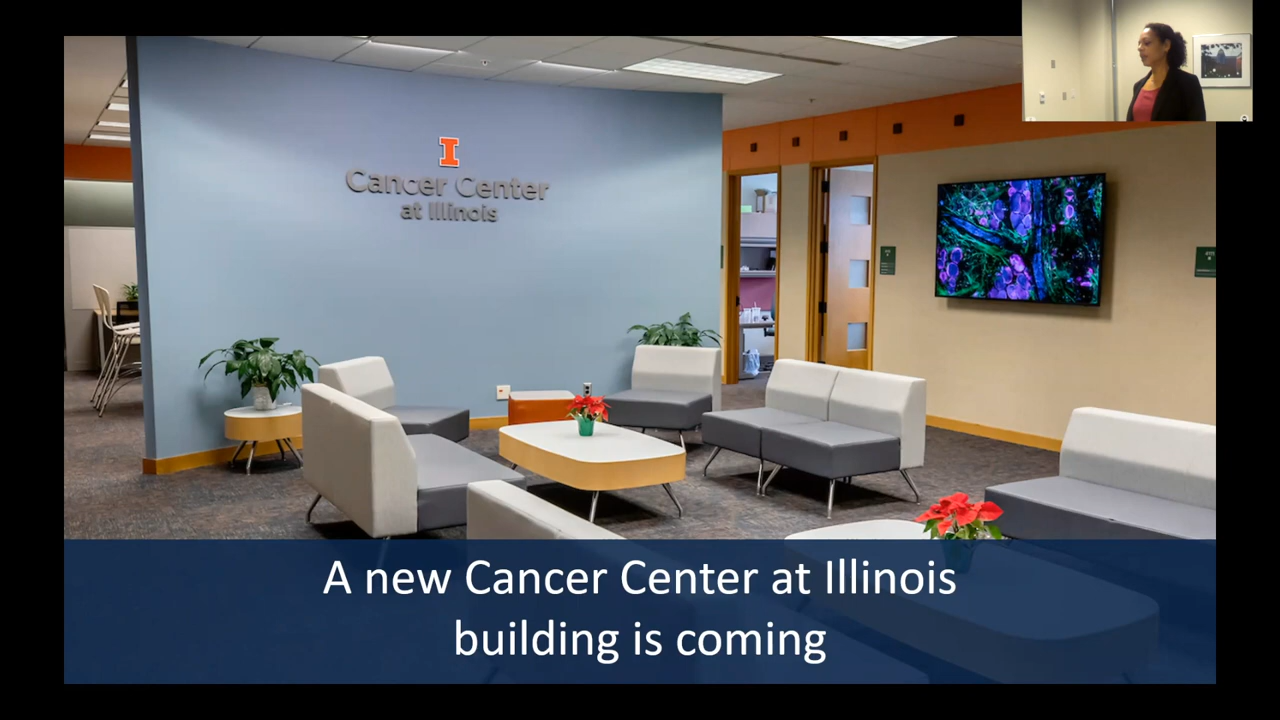 I
Cancer Center
at Illinois
A new Cancer Center at Illinois
building is coming